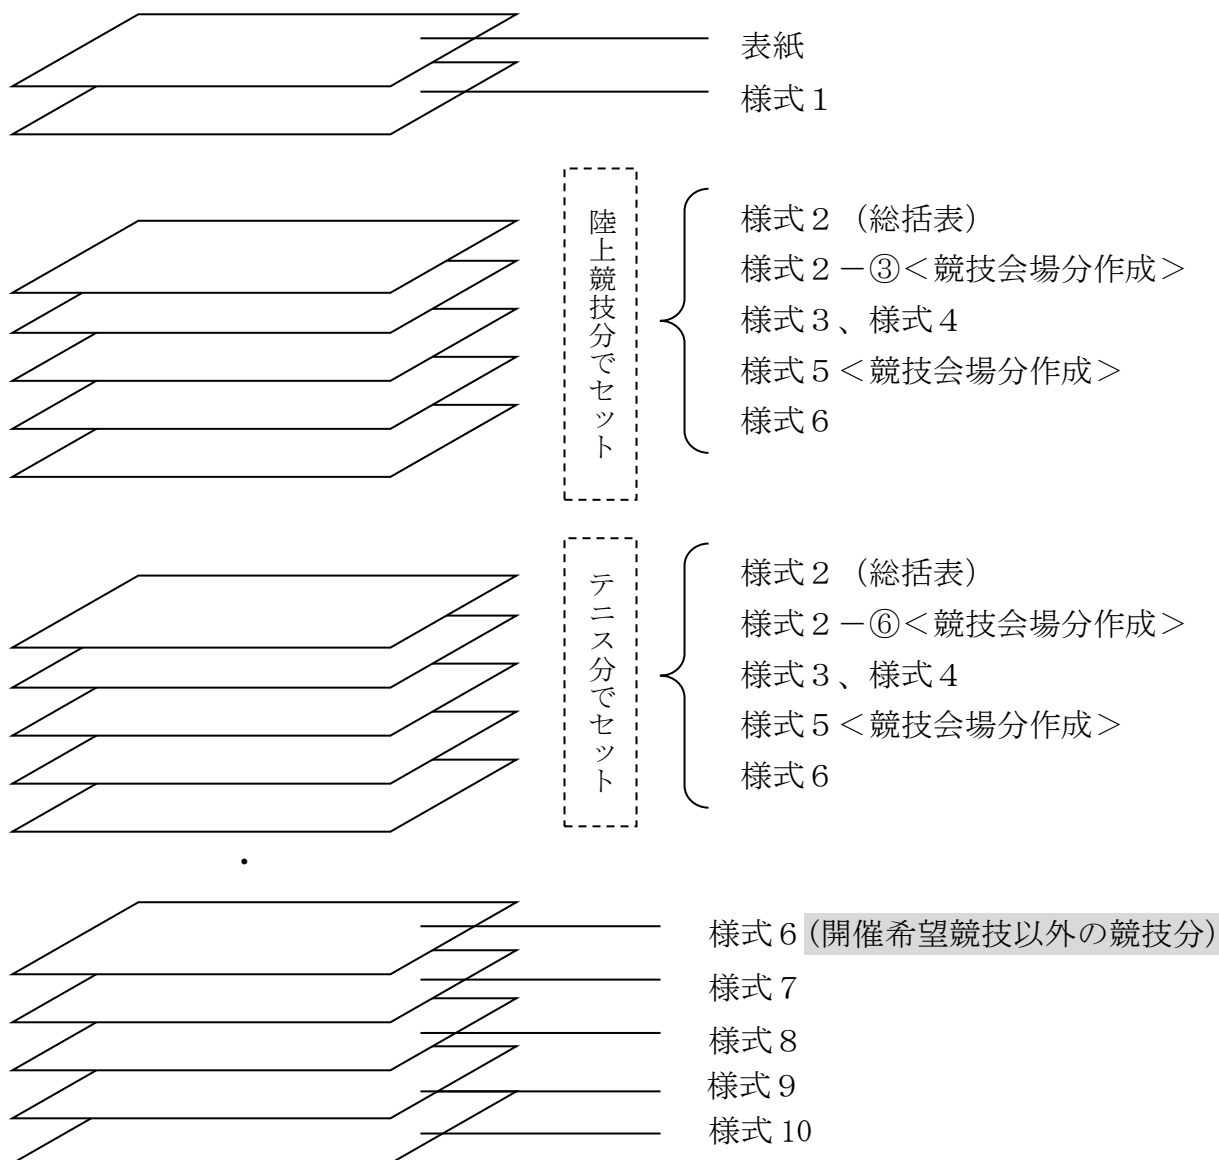 表紙
様式１
陸上競技分でセット
様式２（総括表）
様式２－③＜競技会場分作成＞
様式３、様式４
様式５＜競技会場分作成＞
様式６
テニス分でセット
様式２（総括表）
様式２－⑥＜競技会場分作成＞
様式３、様式４
様式５＜競技会場分作成＞
様式６
・
様式６(開催希望競技以外の競技分)
様式７
様式８
様式９
様式 10